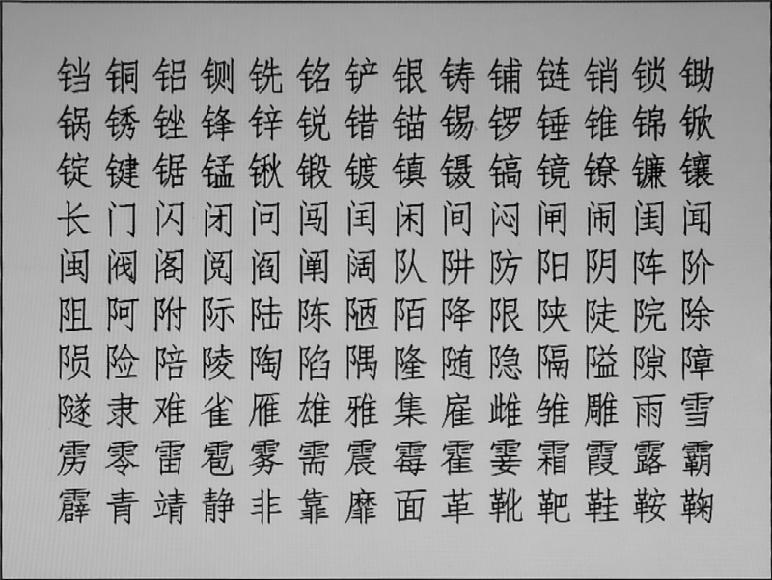 铛铜铝铡铣铭铲银铸铺链销锁锄
锅锈锉锋锌锐错锚锡锣锤锥锦锨
锭键锯锰锹锻镀镇镊镐镜镣镰镶
长门闪闭问闯闰闲间闷闸闹闺闻
闽阀阁阅阎阐阔队阱防阳阴阵阶
阻阿附际陆陈陋陌降限陕陡院除
陨险陪陵陶陷隅隆随隐隔隘隙障
隧隶难雀雁雄雅集雇雌雏雕雨雪
雳零雷雹雾需震霉霍霎霜霞露霸
霹青靖静非靠靡面革靴靶鞋鞍鞠